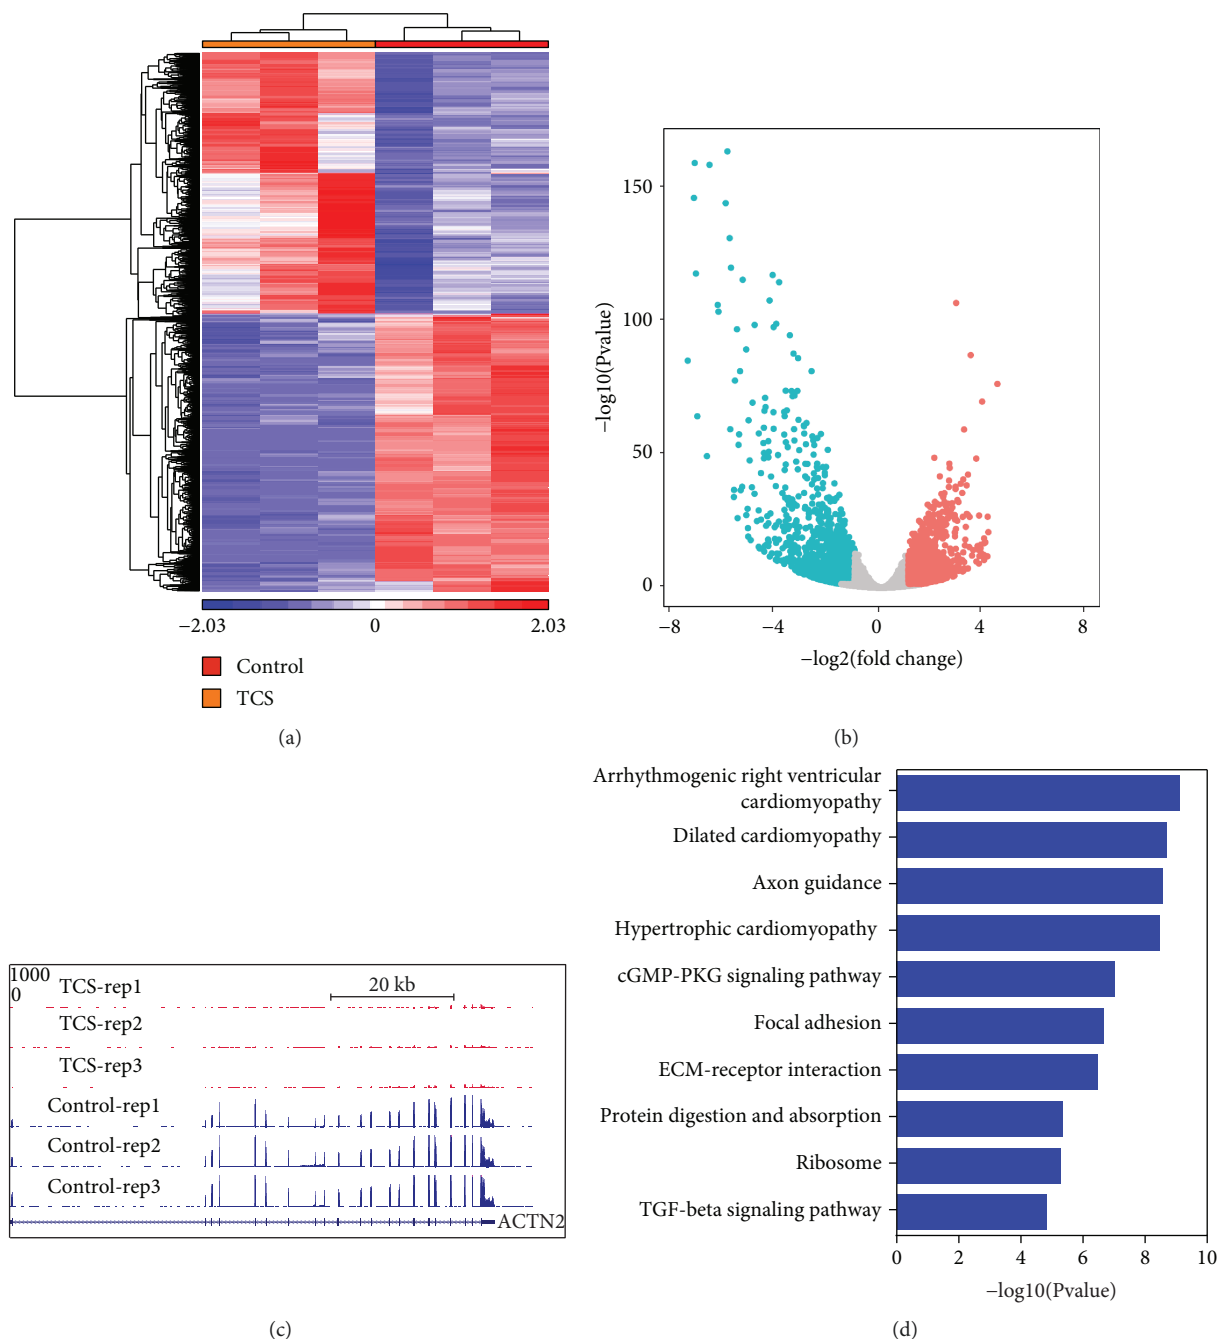 −2.03
0
2.03
Control
TCS
(a)
150
100
50
0
−log10(Pvalue)
−8
−4
0
4
8
−log2(fold change)
(b)
1000
0
TCS-rep1
20 kb
TCS-rep2
TCS-rep3
Control-rep1
Control-rep2
Control-rep3
ACTN2
(c)
Arrhythmogenic right ventricular
cardiomyopathy
Dilated cardiomyopathy
Axon guidance
Hypertrophic cardiomyopathy
cGMP-PKG signaling pathway
Focal adhesion
ECM-receptor interaction
Protein digestion and absorption
Ribosome
TGF-beta signaling pathway
0
2
4
6
8
10
−log10(Pvalue)
(d)